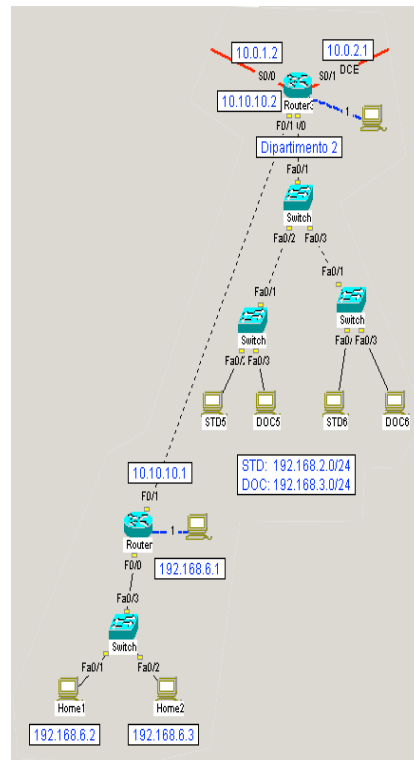 10.0.1.2
10.0.2.1
S0/0
S0/1
DCE
10.10.10.2
Router3
1
F0/1
Dipartimento 2
Fa0/1
Switch
Fa0/2
Fa0/3
Fa0/1
Fa0/1
Switch
Switch
Fa0/3
Fa0/3
STD5
DOC5
STD6
DOC6
STD: 192.168.2.0/24
DOC: 192.168.3.0/24
10.10.10.1
F0/1
1
Router
F0/0
192.168.6.1
Fa0/3
Switch
Fa0/1
Fa0/2
Home1
Home2
192.168.6.2
192.168.6.3